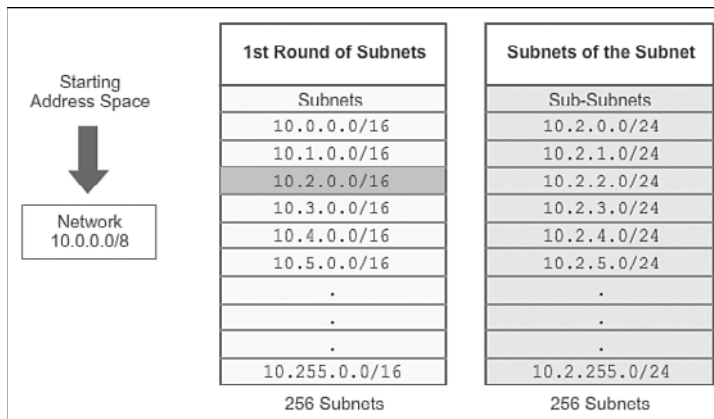 Starting
Address Space
Network
10.0.0.0/8
1st Round of Subnets
Subnets
10.0.0.0/16
10.1.0.0/16
10.2.0.0/16
10.3.0.0/16
10.4.0.0/16
10.5.0.0/16
.
.
.
10.255.0.0/16
256 Subnets
Subnets of the Subnet
Sub-Subnets
10.2.0.0/24
10.2.1.0/24
10.2.2.0/24
10.2.3.0/24
10.2.4.0/24
10.2.5.0/24
.
.
.
10.2.255.0/24
256 Subnets